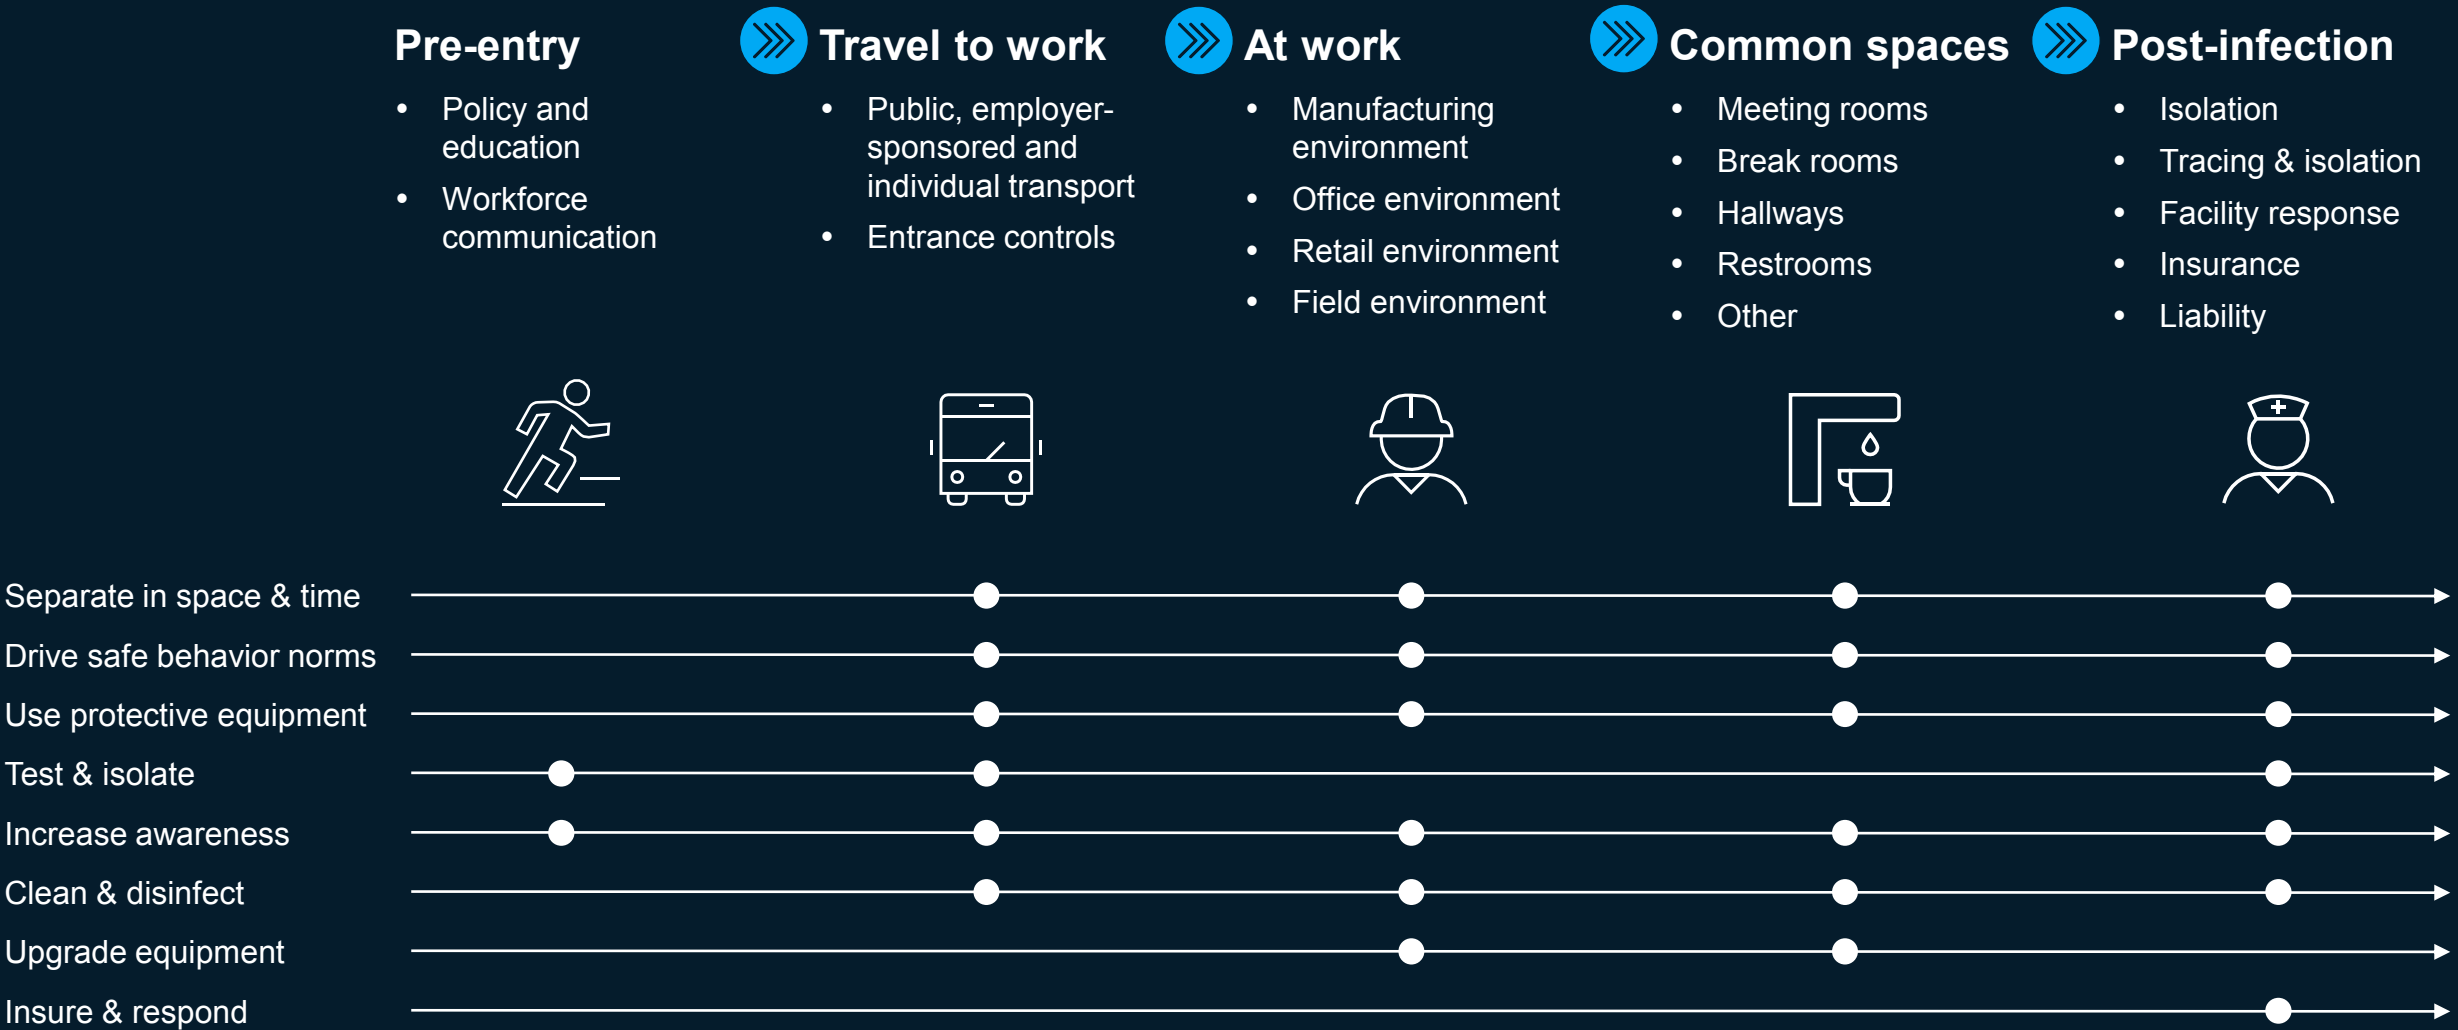 Pre-entry
• Policy and
education
• Workforce
communication
Travel to work
• Public, employer-
sponsored and
individual transport
• Entrance controls
At work
• Manufacturing
environment
• Office environment
• Retail environment
• Field environment
Common spaces
• Meeting rooms
• Break rooms
• Hallways
• Restrooms
• Other
Post-infection
• Isolation
• Tracing & isolation
• Facility response
• Insurance
• Liability
Separate in space & time
Drive safe behavior norms
Use protective equipment
Test & isolate
Increase awareness
Clean & disinfect
Upgrade equipment
Insure & respond